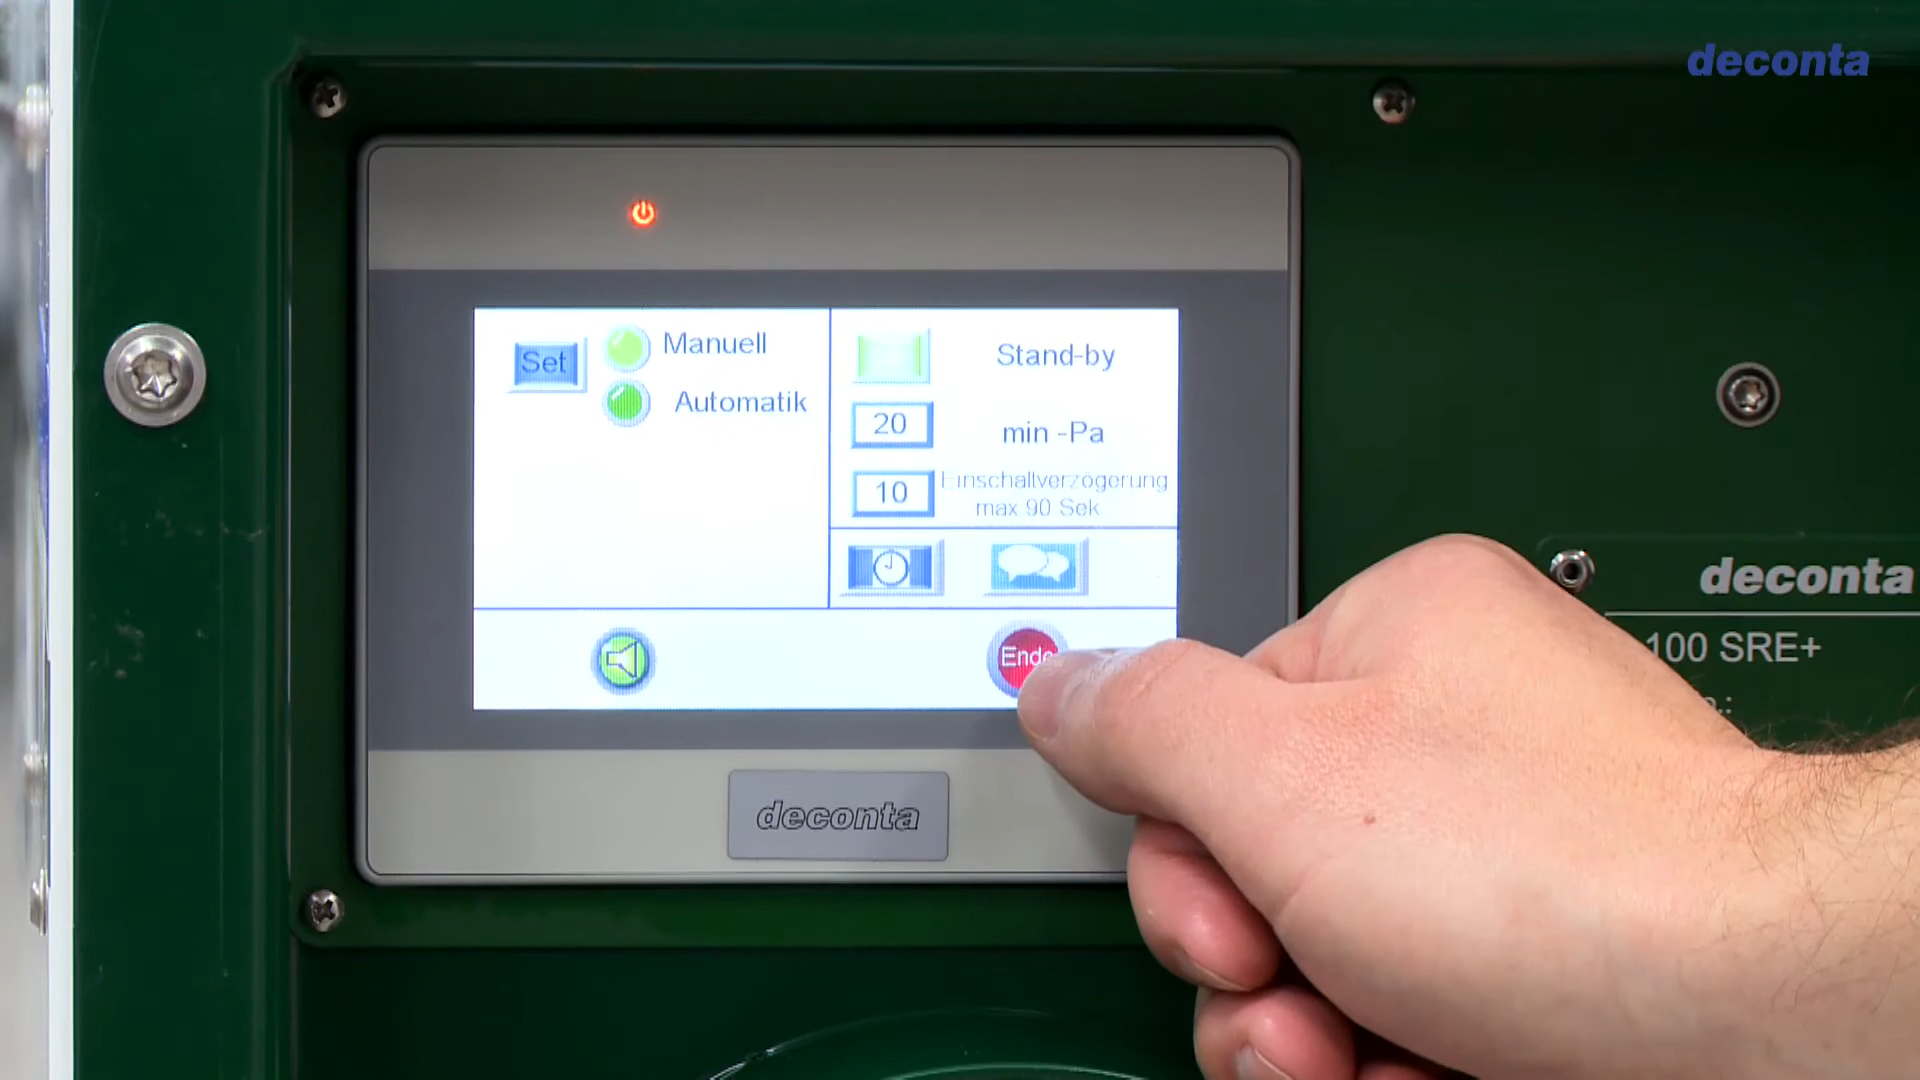 deconta
Set
Manuell
Automatik
Stand-by
20
min -Pa
10
Einschaltverzögerung
max 90 Sek
Ende
deconta
deconta
100 SRE+